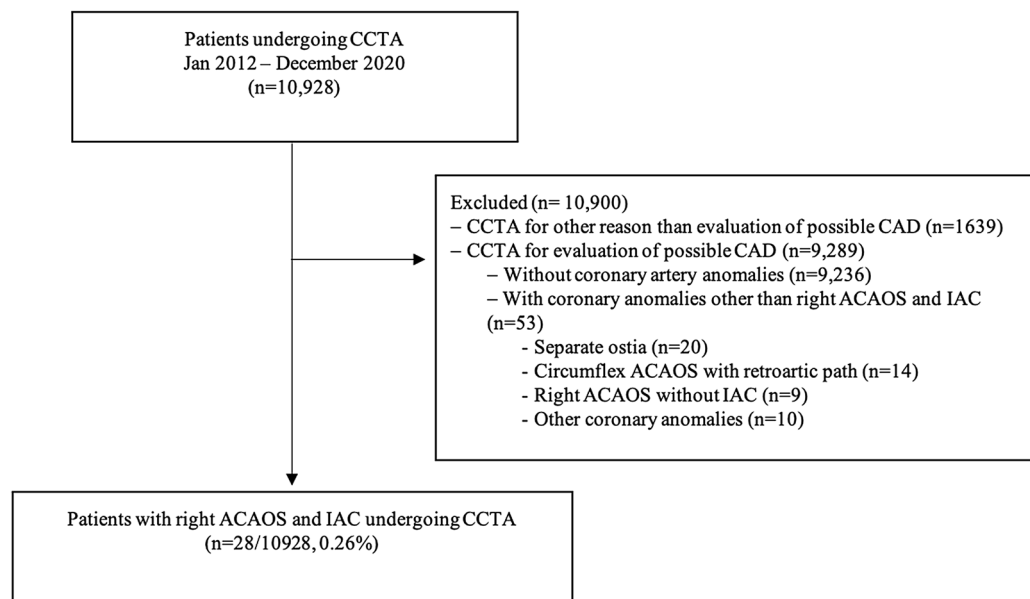 Patients undergoing CCTA
Jan 2012 – December 2020
(n=10,928)
Excluded (n= 10,900)
– CCTA for other reason than evaluation of possible CAD (n=1639)
– CCTA for evaluation of possible CAD (n=9,289)
– Without coronary artery anomalies (n=9,236)
– With coronary anomalies other than right ACAOS and IAC
(n=53)
- Separate ostia (n=20)
- Circumflex ACAOS with retroartic path (n=14)
- Right ACAOS without IAC (n=9)
- Other coronary anomalies (n=10)
Patients with right ACAOS and IAC undergoing CCTA
(n=28/10928, 0.26%)